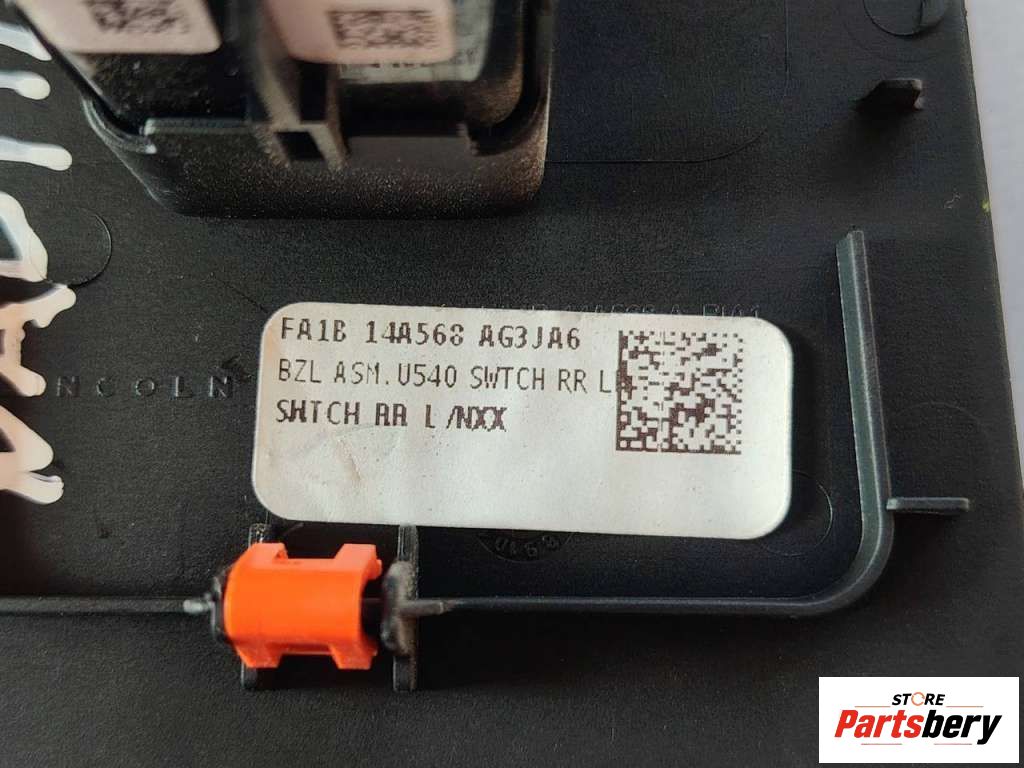 FA1B 14A568 AG3JA6
BZL ASM.U540 SWTCH RR L
SWTCH RR L/NXX
NCOLN
STORE
Partsbery